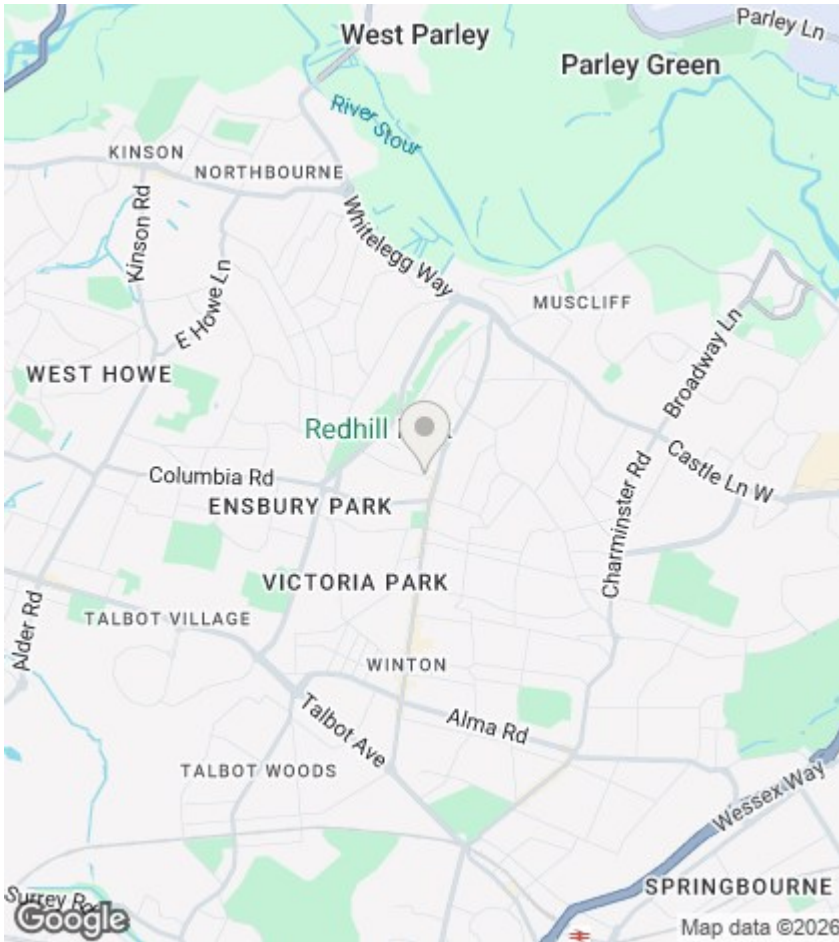 West Parley
Parley Ln
Parley Green
River Stour
KINSON
NORTHBOURNE
Kinson Rd
Whitelegg Way
E Howe Ln
MUSCLIFF
WEST HOWE
Broadway Ln
Redhill
Columbia Rd
Castle Ln W
ENSBURY PARK
Charminster Rd
VICTORIA PARK
TALBOT VILLAGE
Alder Rd
WINTON
Talbot Ave
Alma Rd
TALBOT WOODS
Wessex Way
SPRINGBOURNE
Surrey Rd
Google
Map data ©2026